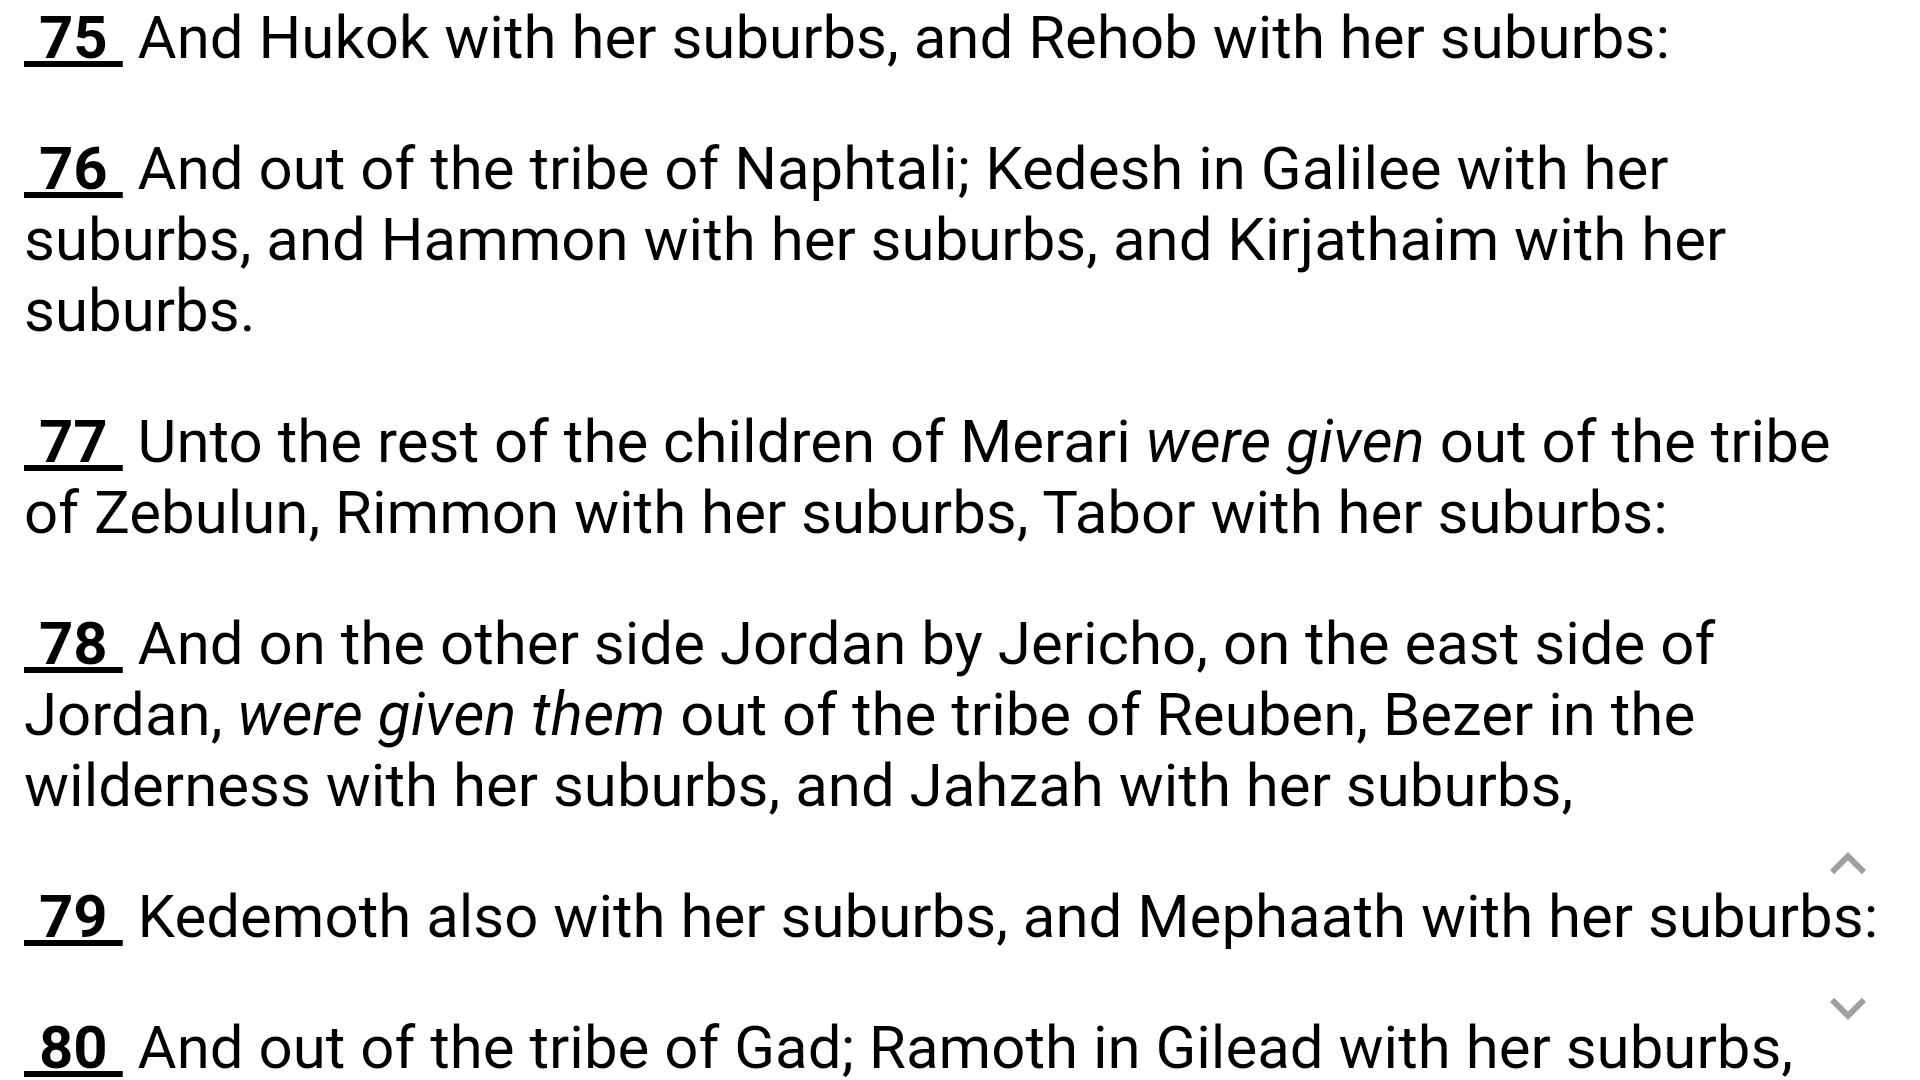 75 And Hukok with her suburbs, and Rehob with her suburbs:
76 And out of the tribe of Naphtali; Kedesh in Galilee with her
suburbs, and Hammon with her suburbs, and Kirjathaim with her
suburbs.
77 Unto the rest of the children of Merari were given out of the tribe
of Zebulun, Rimmon with her suburbs, Tabor with her suburbs:
78 And on the other side Jordan by Jericho, on the east side of
Jordan, were given them out of the tribe of Reuben, Bezer in the
wilderness with her suburbs, and Jahzah with her suburbs,
79 Kedemoth also with her suburbs, and Mephaath with her suburbs:
80 And out of the tribe of Gad; Ramoth in Gilead with her suburbs,